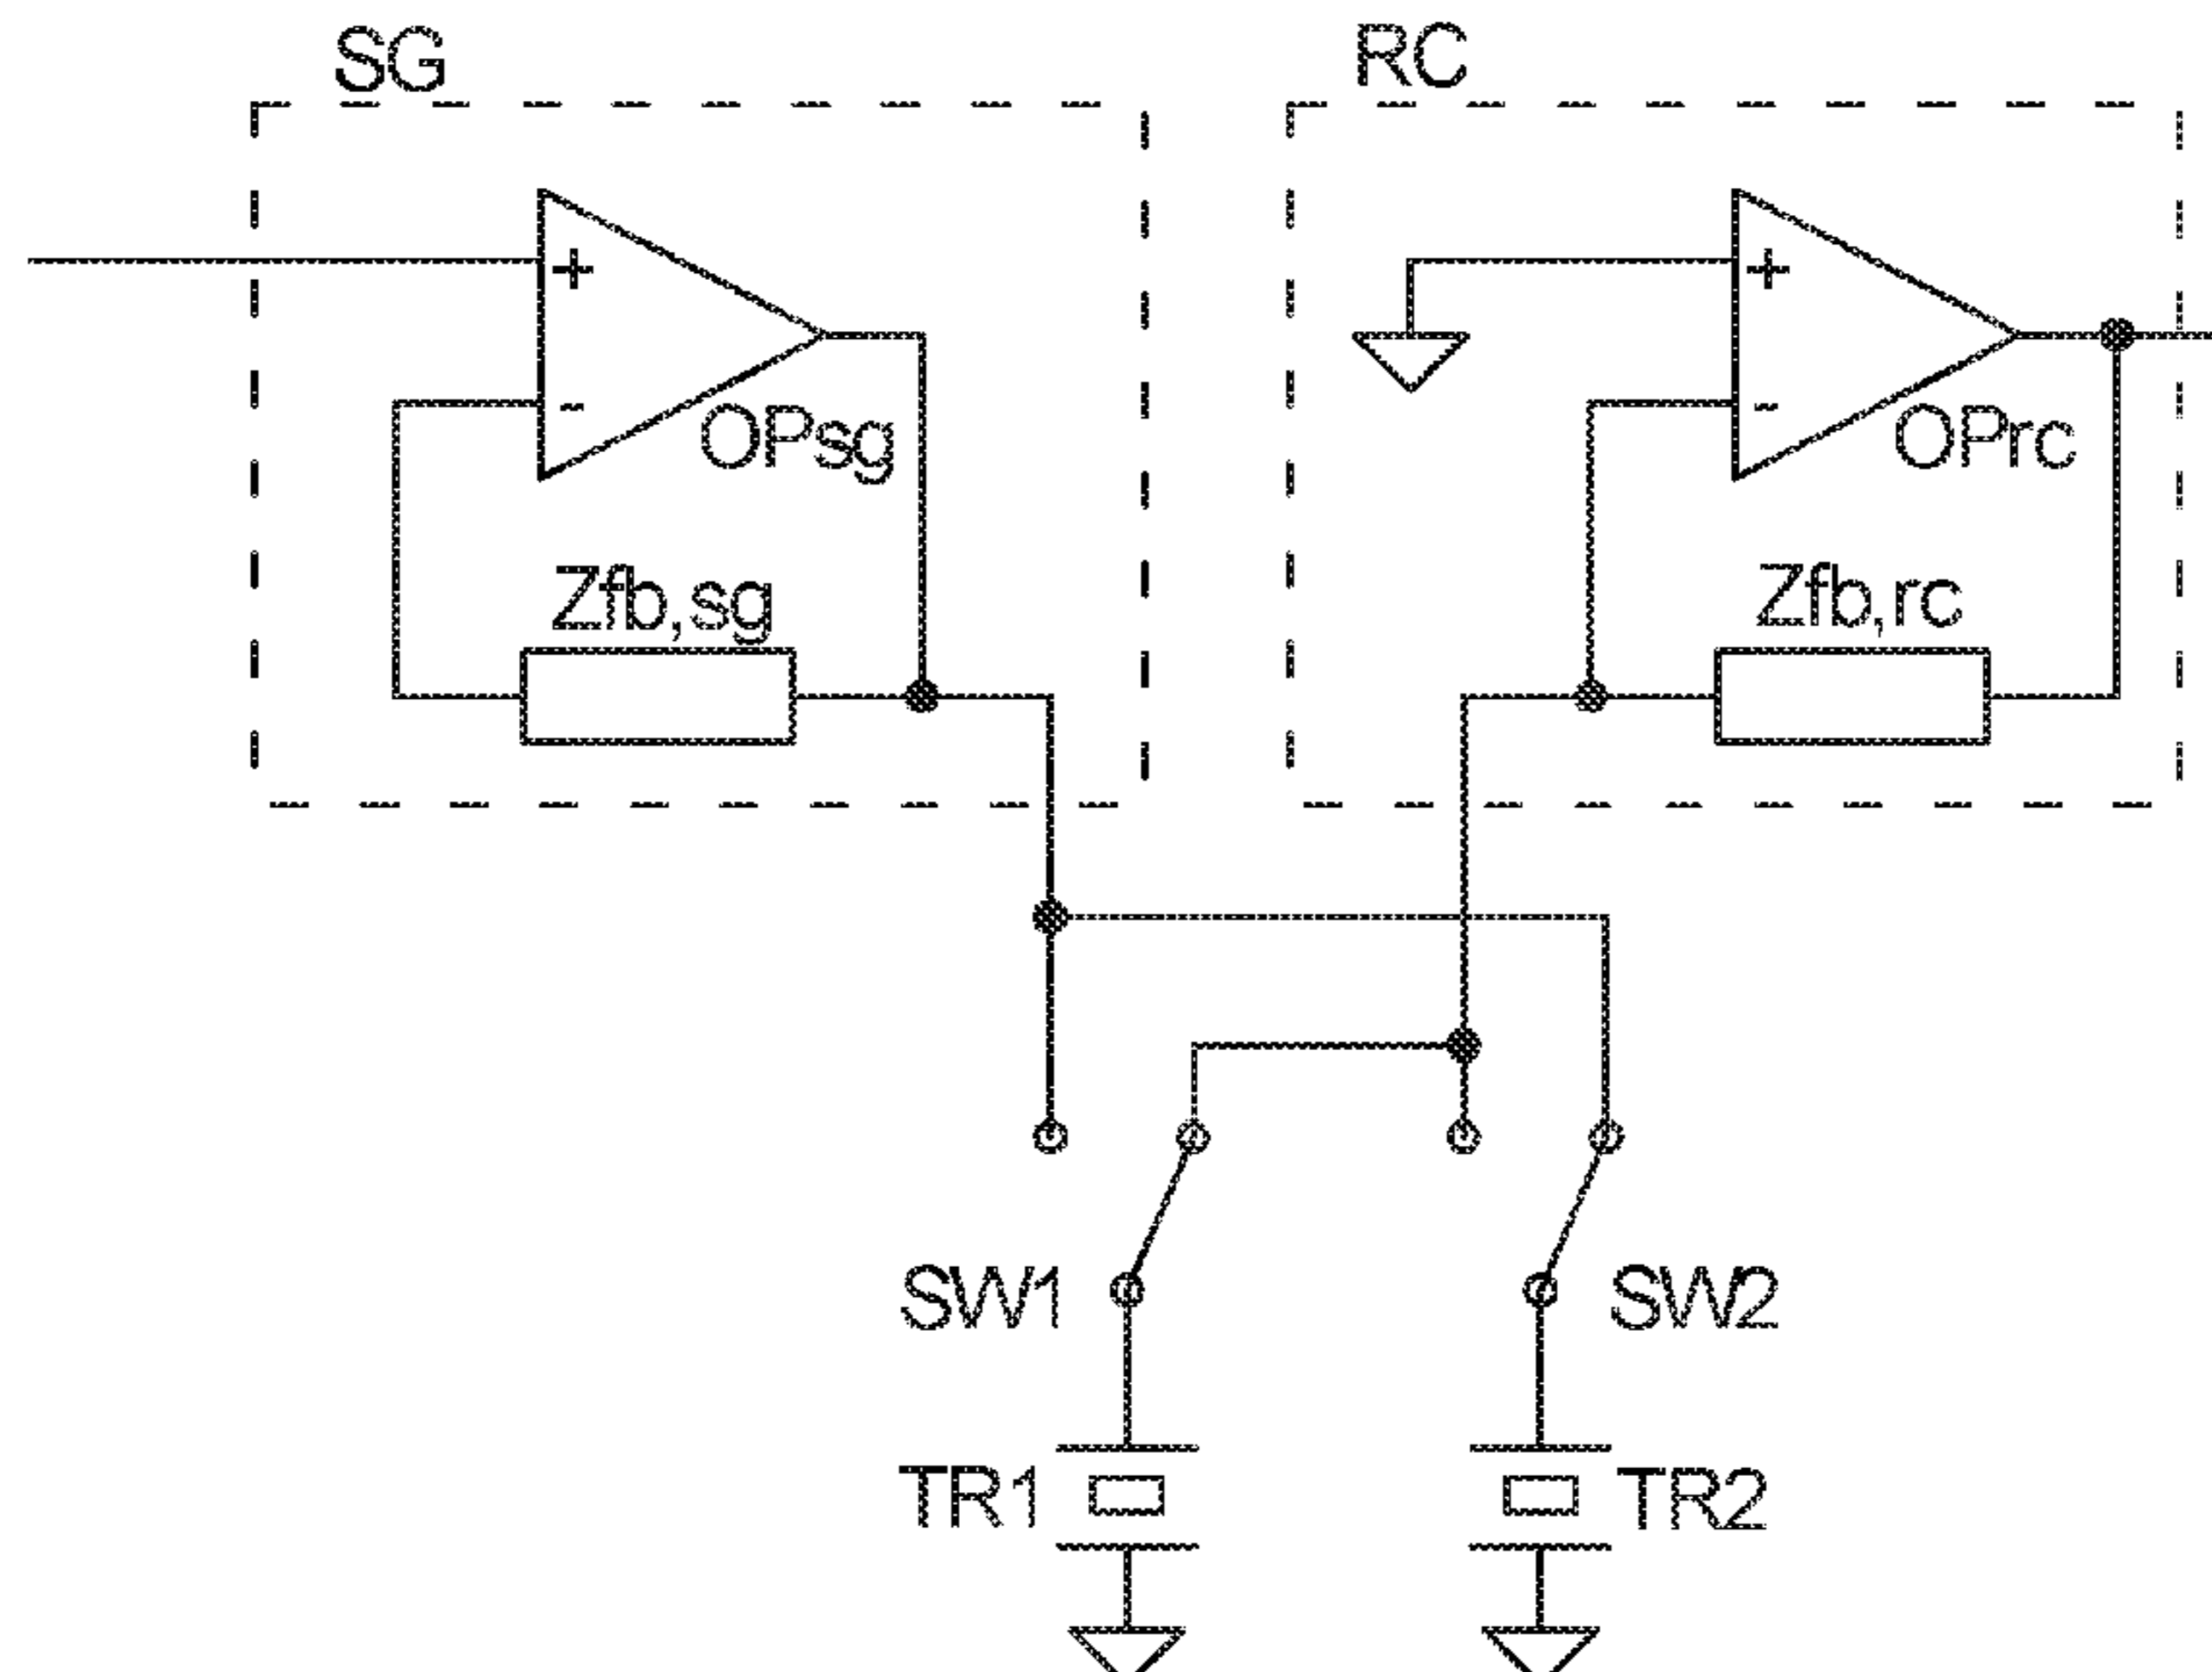 SG
RC
+
+
-
-
OPsg
OPrc
Zfb,sg
Zfb,rc
SW1
SW2
TR1
TR2